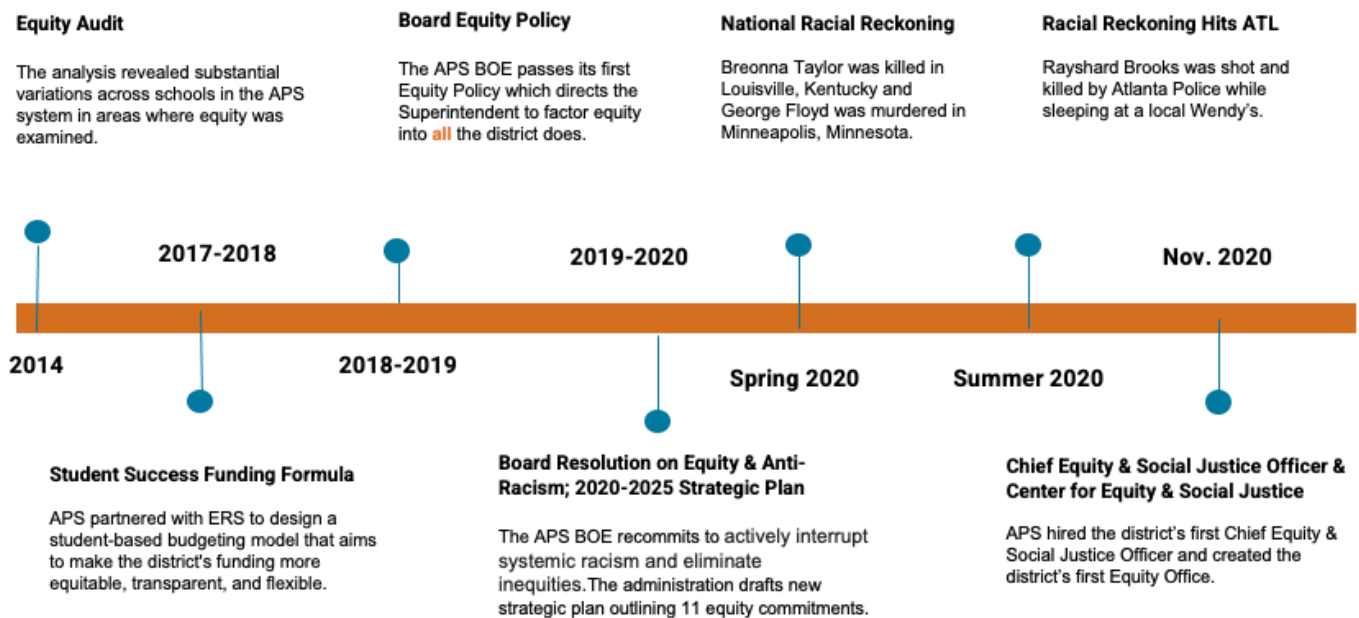 Equity Audit
The analysis revealed substantial
variations across schools in the APS
system in areas where equity was
examined.
Board Equity Policy
The APS BOE passes its first
Equity Policy which directs the
Superintendent to factor equity
into all the district does.
National Racial Reckoning
Breonna Taylor was killed in
Louisville, Kentucky and
George Floyd was murdered in
Minneapolis, Minnesota.
Racial Reckoning Hits ATL
Rayshard Brooks was shot and
killed by Atlanta Police while
sleeping at a local Wendy's.
2017-2018
2019-2020
Nov. 2020
2014
2018-2019
Spring 2020
Summer 2020
Student Success Funding Formula
APS partnered with ERS to design a
student-based budgeting model that aims
to make the district's funding more
equitable, transparent, and flexible.
Board Resolution on Equity & Anti-
Racism; 2020-2025 Strategic Plan
The APS BOE recommits to actively interrupt
systemic racism and eliminate
inequities.The administration drafts new
strategic plan outlining 11 equity commitments.
Chief Equity & Social Justice Officer &
Center for Equity & Social Justice
APS hired the district's first Chief Equity &
Social Justice Officer and created the
district's first Equity Office.